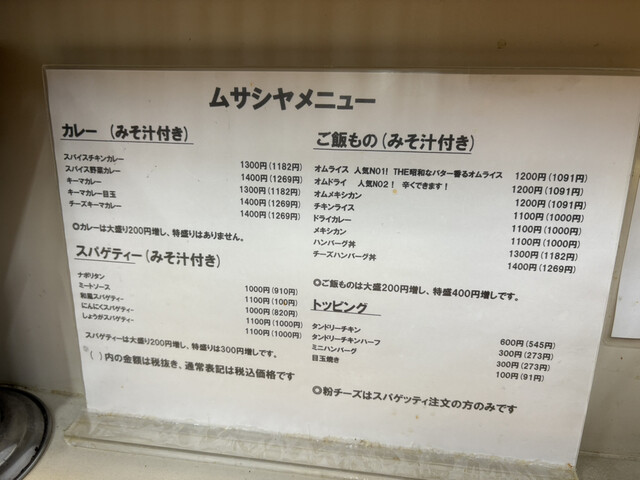 ムサシヤメニュー
カレー (みそ汁付き)
スパイスチキンカレー 1300円(1182円)
スパイス野菜カレー 1400円(1269円)
キーマカレー 1300円(1182円)
キーマカレー目玉 1400円(1269円)
チーズキーマカレー 1400円(1269円)
◎カレーは大盛り200円増し、特盛りはありません。
スパゲティー(みそ汁付き)
ナポリタン 1000円(910円)
ミートソース 1100円(100円)
和風スパゲティー 1000円(820円)
にんにくスパゲティー 1100円(1000円)
しょうがスパゲティー 1100円(1000円)
スパゲティーは大盛り200円増し、特盛りは300円増しです。
◎( )内の金額は税抜き、通常表記は税込価格です
ご飯もの(みそ汁付き)
オムライス 人気NO1! THE昭和なバター香るオムライス 1200円(1091円)
オムドライ 人気NO2! 辛くできます! 1200円(1091円)
オムメキシカン 1200円(1091円)
チキンライス 1100円(1000円)
ドライカレー 1100円(1000円)
メキシカン 1100円(1000円)
ハンバーグ丼 1300円(1182円)
チーズハンバーグ丼 1400円(1269円)
◎ご飯ものは大盛200円増し、特盛400円増しです。
トッピング
タンドリーチキン 600円(545円)
タンドリーチキンハーフ 300円(273円)
ミニハンバーグ 300円(273円)
目玉焼き 100円(91円)
◎粉チーズはスパゲッティ注文の方のみです